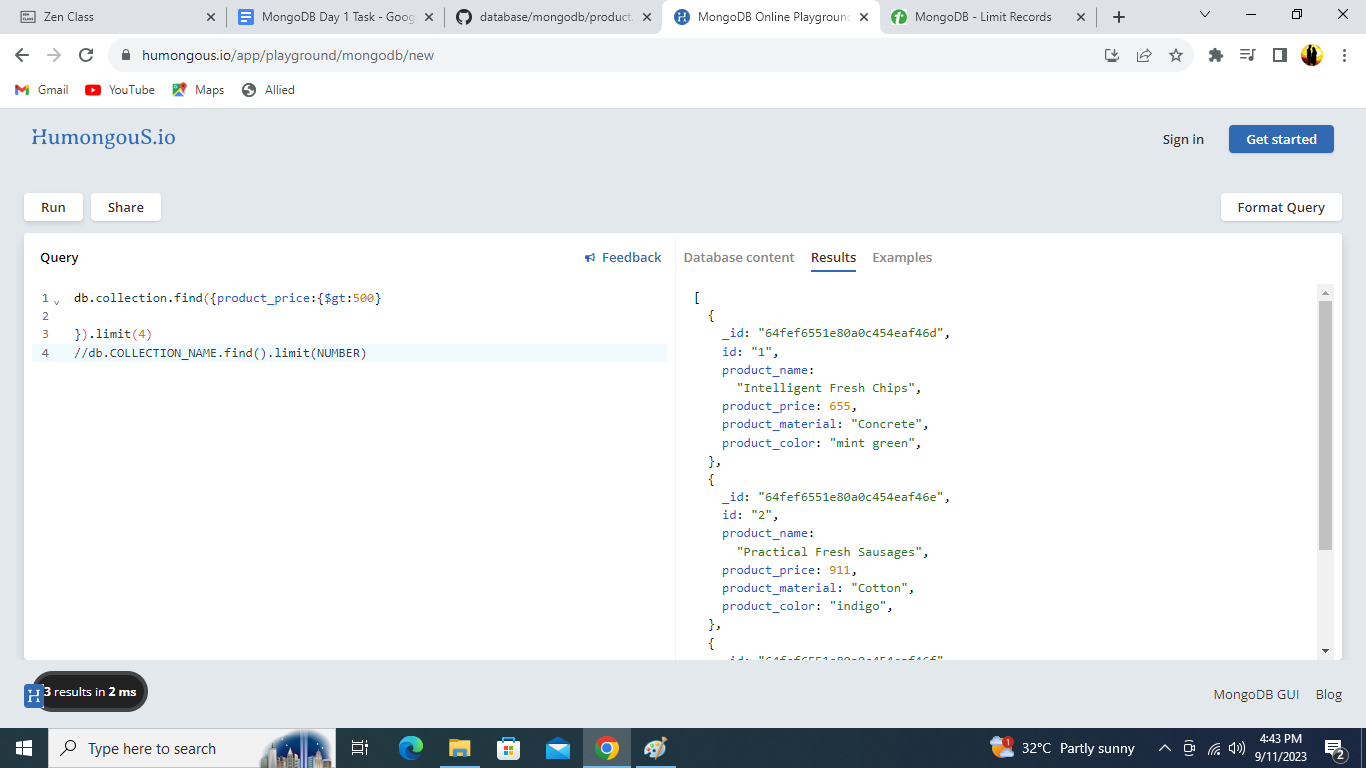 Zen Class
MongoDB Day 1 Task - Goog
database/mongodb/product.
MongoDB Online Playground
MongoDB - Limit Records
humongous.io/app/playground/mongodb/new
Gmail
YouTube
Maps
Allied
HumongouS.io
Sign in
Get started
Run
Share
Format Query
Query
Feedback
Database content
Results
Examples
1 db.collection.find({product_price:{$gt:500}
2
3 }).limit(4)
4 //db.COLLECTION_NAME.find().limit(NUMBER)
[
{
_id: "64fef6551e80a0c454eaf46d",
id: "1",
product_name:
"Intelligent Fresh Chips",
product_price: 655,
product_material: "Concrete",
product_color: "mint green",
},
{
_id: "64fef6551e80a0c454eaf46e",
id: "2",
product_name:
"Practical Fresh Sausages",
product_price: 911,
product_material: "Cotton",
product_color: "indigo",
},
{
_id: "64fef6551e80a0c454eaf46f"
H
3 results in 2 ms
MongoDB GUI
Blog
Type here to search
1
32°C Partly sunny
4:43 PM
9/11/2023
2